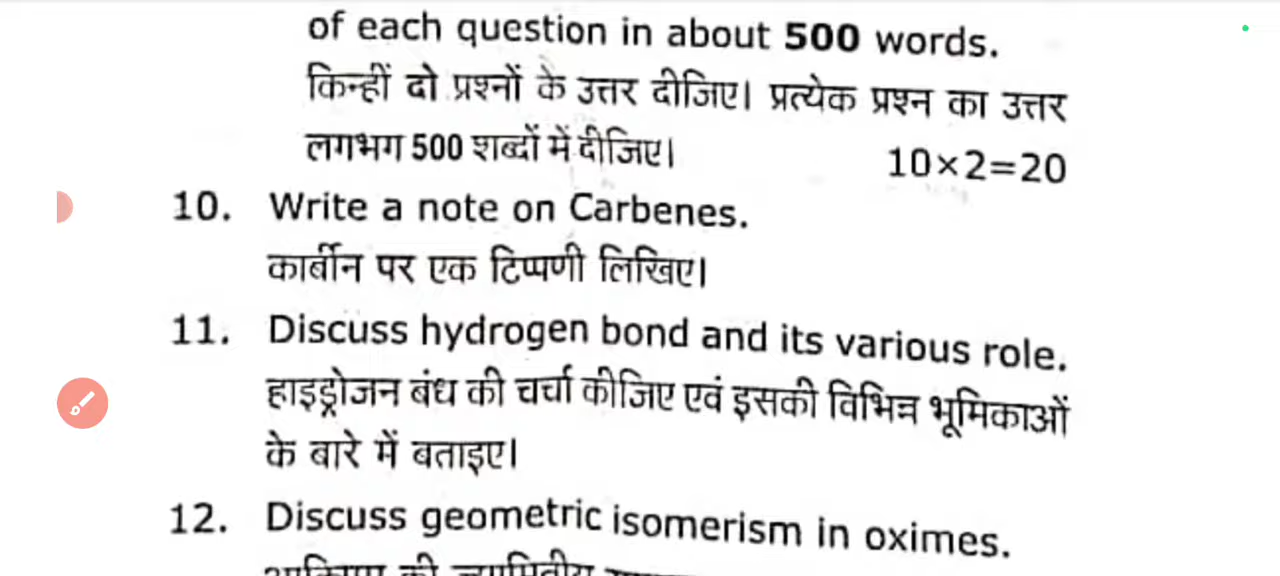 of each question in about 500 words.
किन्हीं दो प्रश्नों के उत्तर दीजिए। प्रत्येक प्रश्न का उत्तर
लगभग 500 शब्दों में दीजिए।
10×2=20
10. Write a note on Carbenes.
कार्बीन पर एक टिप्पणी लिखिए।
11. Discuss hydrogen bond and its various role.
हाइड्रोजन बंध की चर्चा कीजिए एवं इसकी विभिन्न भूमिकाओं
के बारे में बताइए।
12. Discuss geometric isomerism in oximes.